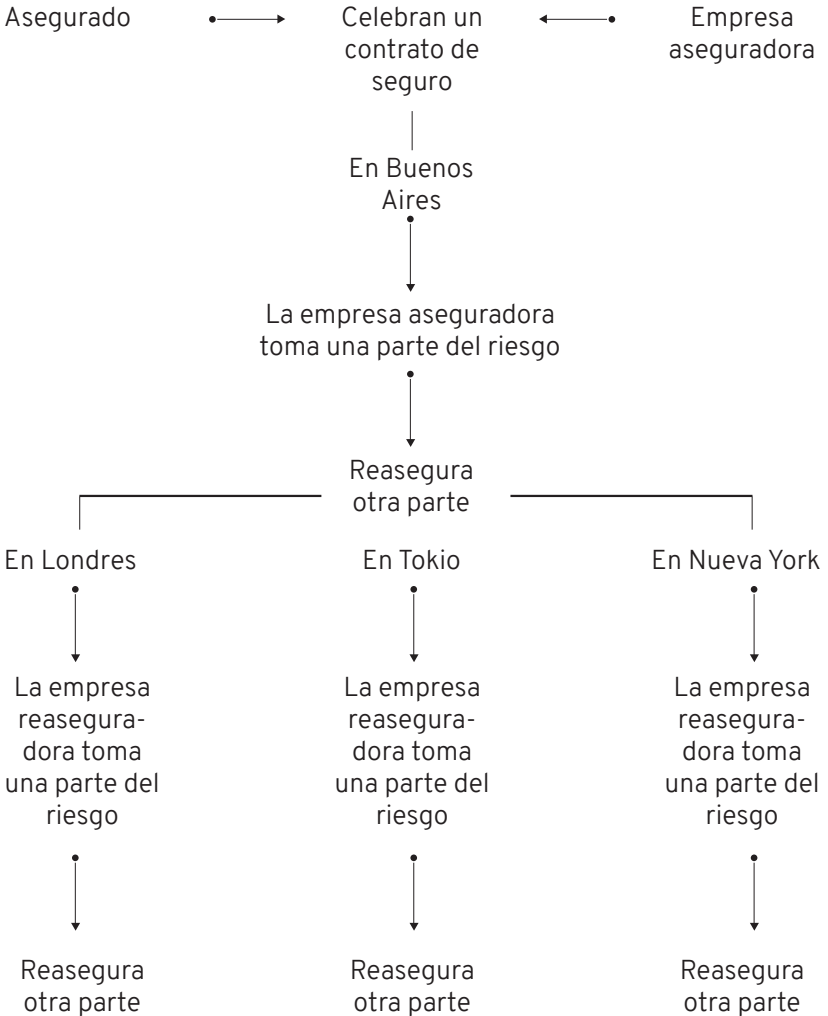 Asegurado
Celebran un
contrato de
seguro
Empresa
aseguradora
En Buenos
Aires
La empresa aseguradora
toma una parte del riesgo
Reasegura
otra parte
En Londres
En Tokio
En Nueva York
La empresa
reasegura-
dora toma
una parte del
riesgo
La empresa
reasegura-
dora toma
una parte del
riesgo
La empresa
reasegura-
dora toma
una parte del
riesgo
Reasegura
otra parte
Reasegura
otra parte
Reasegura
otra parte